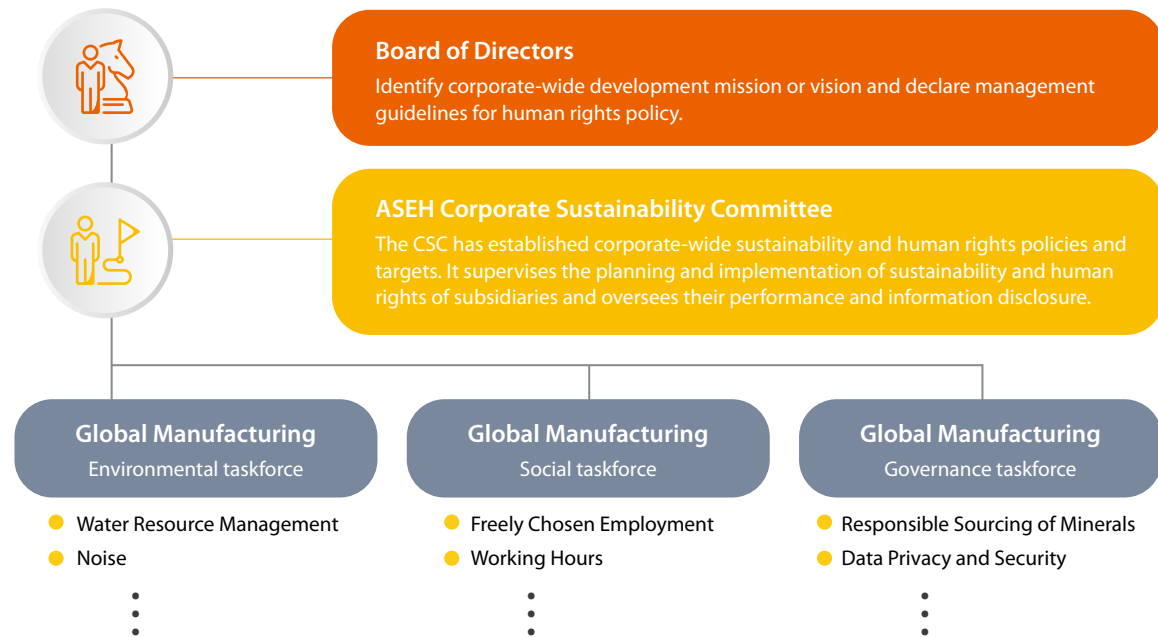 Board of Directors
Identify corporate-wide development mission or vision and declare management
guidelines for human rights policy.
ASEH Corporate Sustainability Committee
The CSC has established corporate-wide sustainability and human rights policies and
targets. It supervises the planning and implementation of sustainability and human
rights of subsidiaries and oversees their performance and information disclosure.
Global Manufacturing
Environmental taskforce
Water Resource Management
Noise
Global Manufacturing
Social taskforce
Freely Chosen Employment
Working Hours
Global Manufacturing
Governance taskforce
Responsible Sourcing of Minerals
Data Privacy and Security